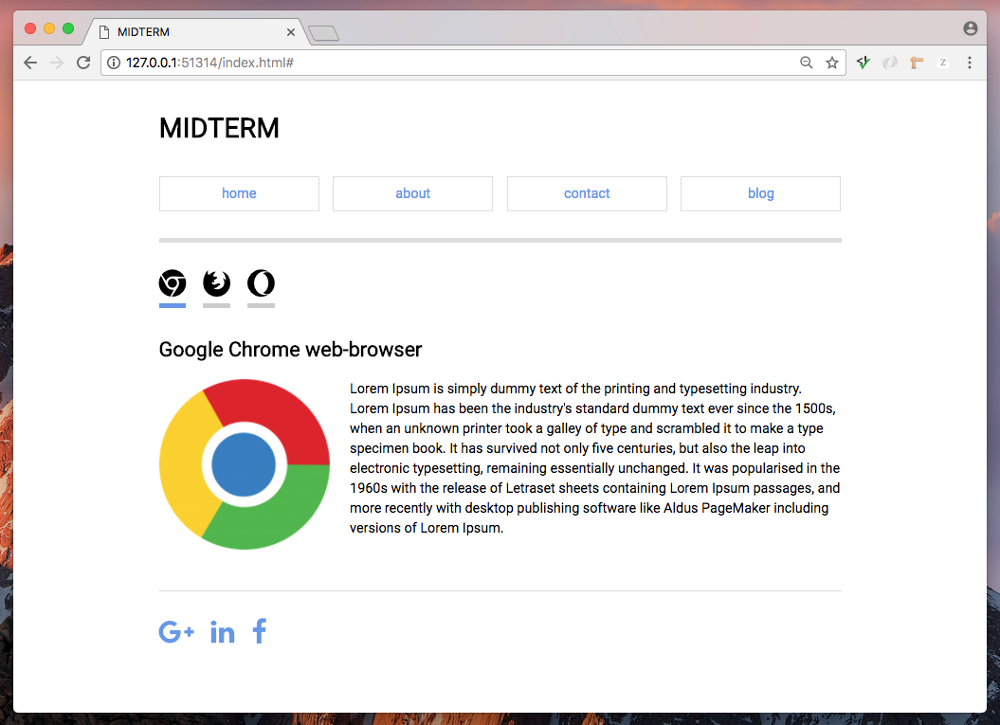 MIDTERM
127.0.0.1:51314/index.html#
Z
MIDTERM
home
about
contact
blog
Google Chrome web-browser
Lorem Ipsum is simply dummy text of the printing and typesetting industry.
Lorem Ipsum has been the industry's standard dummy text ever since the 1500s,
when an unknown printer took a galley of type and scrambled it to make a type
specimen book. It has survived not only five centuries, but also the leap into
electronic typesetting, remaining essentially unchanged. It was popularised in the
1960s with the release of Letraset sheets containing Lorem Ipsum passages, and
more recently with desktop publishing software like Aldus PageMaker including
versions of Lorem Ipsum.
G+ in f